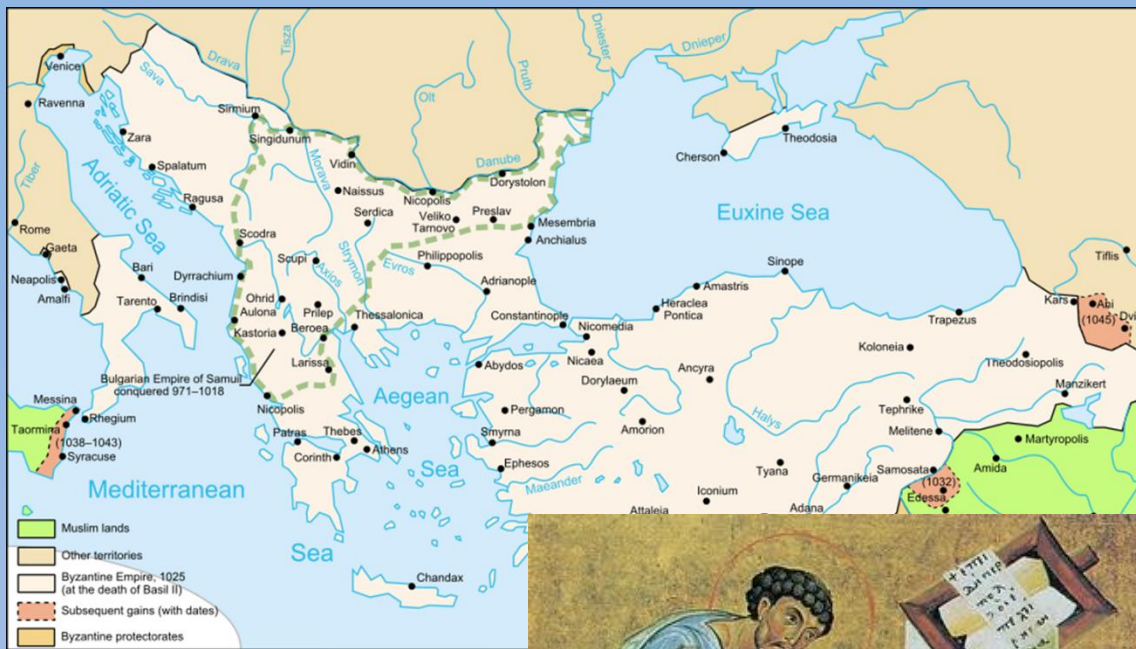 Venice
Ravenna
Tiber
Rome
Gaeta
Neapolis
Amalfi
Adriatic Sea
Zara
Spalatum
Ragusa
Sava
Drava
Tisza
Sirmium
Singidunum
Morava
Vidin
Olt
Pruth
Dniester
Dnieper
Danube
Dorystolon
Nicopolis
Naissus
Serdica
Veliko
Tarnovo
Preslav
Mesembria
Anchialus
Scodra
Scupi
Axios
Strymon
Evros
Philippopolis
Adrianople
Dyrrachium
Bari
Tarento
Brindisi
Ohrid
Prilep
Aulona
Kastoria
Beroea
Thessalonica
Larissa
Constantinople
Nicomedia
Nicaea
Abydos
Bulgarian Empire of Samuil
conquered 971–1018
Nicopolis
Aegean
Sea
Patras
Thebes
Corinth
Athens
Messina
Rhegium
Taormina
(1038–1043)
Syracuse
Mediterranean
Sea
Chandax
Cherson
Theodosia
Euxine Sea
Sinope
Amastris
Heraclea
Pontica
Trapezus
Tiflis
Kars
Ani
(1045)
Dvi
Koloneia
Theodosiopolis
Manzikert
Ancyra
Dorylaeum
Halys
Pergamon
Amorion
Smyrna
Ephesos
Maeander
Iconium
Attaleia
Tyana
Tephrike
Melitene
Martyropolis
Amida
Samosata
(1032)
Edessa
Germanikeia
Adana
Muslim lands
Other territories
Byzantine Empire, 1025
(at the death of Basil II)
Subsequent gains (with dates)
Byzantine protectorates